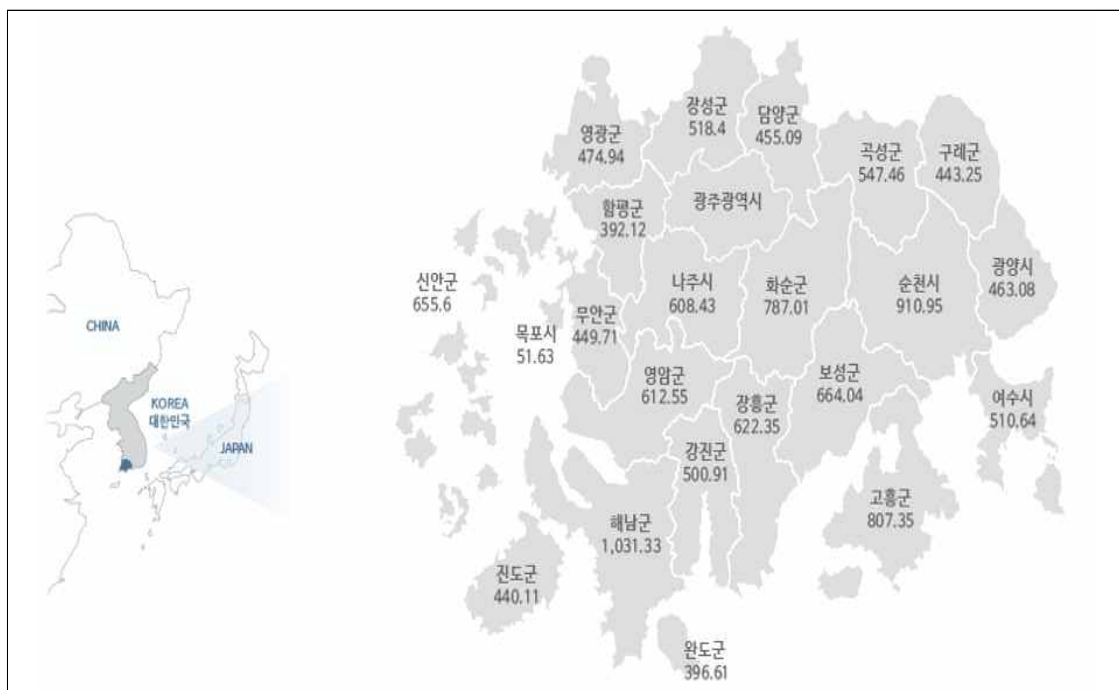 장성군
518.4
담양군
455.09
영광군
474.94
곡성군
547.46
구례군
443.25
함평군
392.12
광주광역시
신안군
655.6
나주시
608.43
화순군
787.01
순천시
910.95
광양시
463.08
무안군
449.71
목포시
51.63
CHINA
영암군
612.55
장흥군
622.35
보성군
664.04
여수시
510.64
KOREA
대한민국
JAPAN
강진군
500.91
고흥군
807.35
해남군
1,031.33
진도군
440.11
완도군
396.61